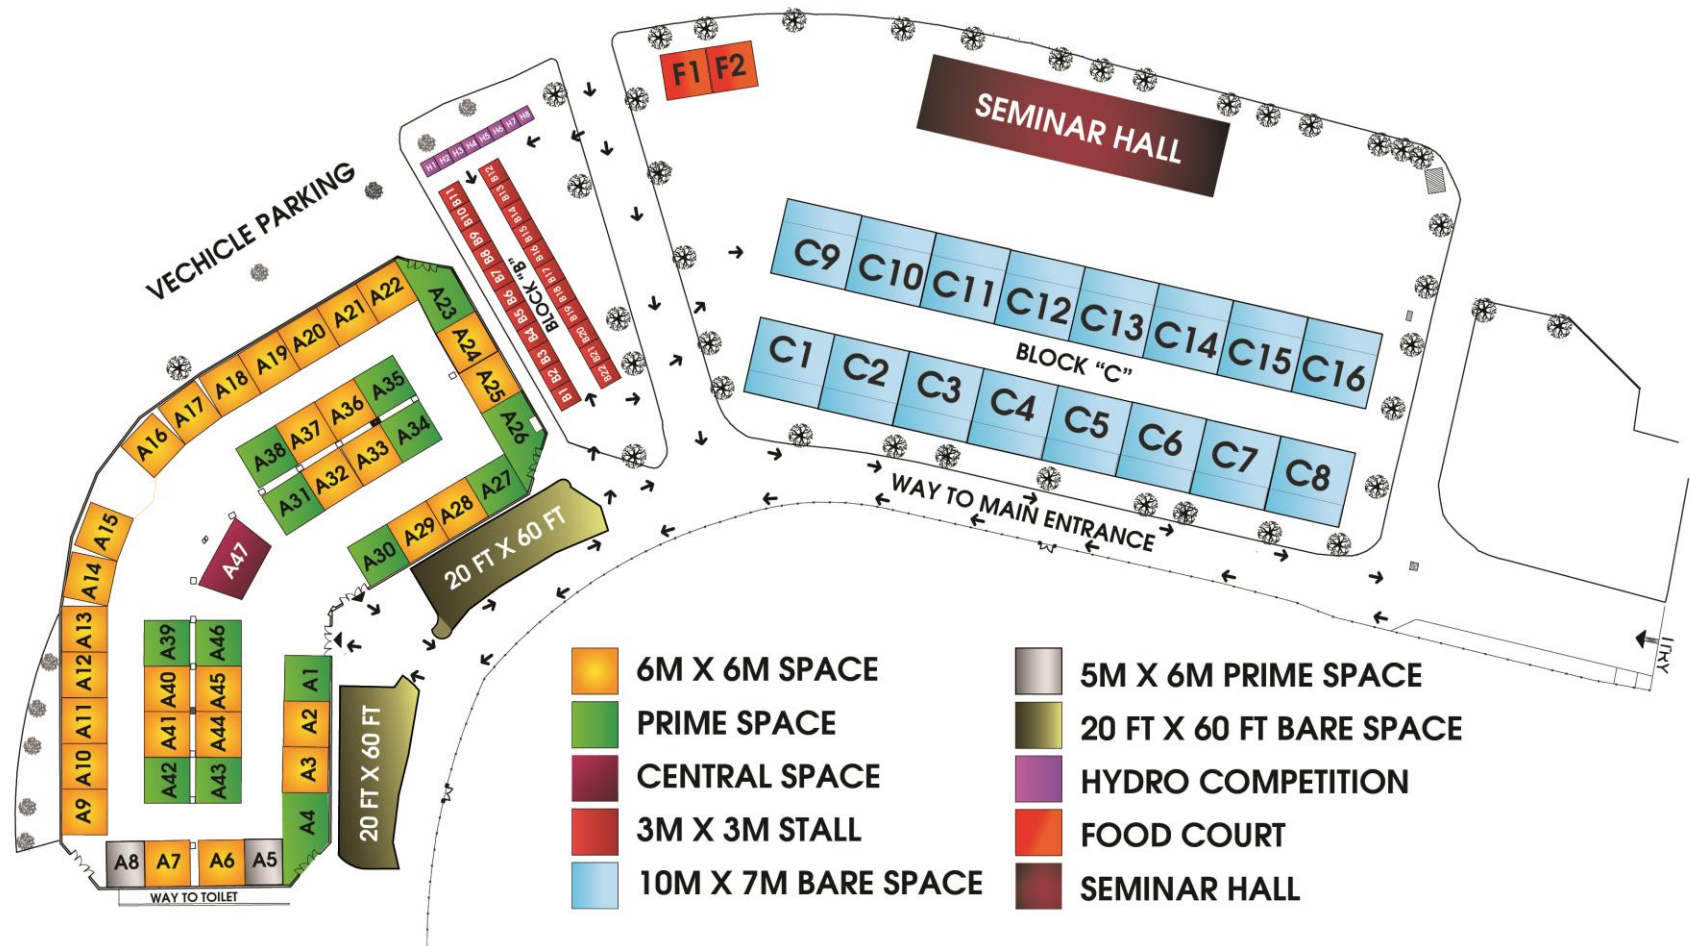 F1 F2
SEMINAR HALL
H1 H2 H3 H4 H5 H6 H7 H8
VECHICLE PARKING
B11 B10 B9 B8 B7 B6 B5 B4 B3 B2 B1
BLOCK "B"
B12 B13 B14 B15 B16 B17 B18 B19 B20 B21 B22
C9 C10 C11 C12 C13 C14 C15 C16
BLOCK "C"
C1 C2 C3 C4 C5 C6 C7 C8
WAY TO MAIN ENTRANCE
A16 A17 A18 A19 A20 A21 A22
A23
A24
A25
A26
A38 A37 A36 A35
A31 A32 A33 A34
A30 A29 A28 A27
20 FT X 60 FT
A47
A15
A14
A13
A12
A11
A10
A9
A39 A46
A40 A45
A41 A44
A42 A43
A1
A2
A3
A4
20 FT X 60 FT
A8 A7 A6 A5
WAY TO TOILET
6M X 6M SPACE
PRIME SPACE
CENTRAL SPACE
3M X 3M STALL
10M X 7M BARE SPACE
5M X 6M PRIME SPACE
20 FT X 60 FT BARE SPACE
HYDRO COMPETITION
FOOD COURT
SEMINAR HALL